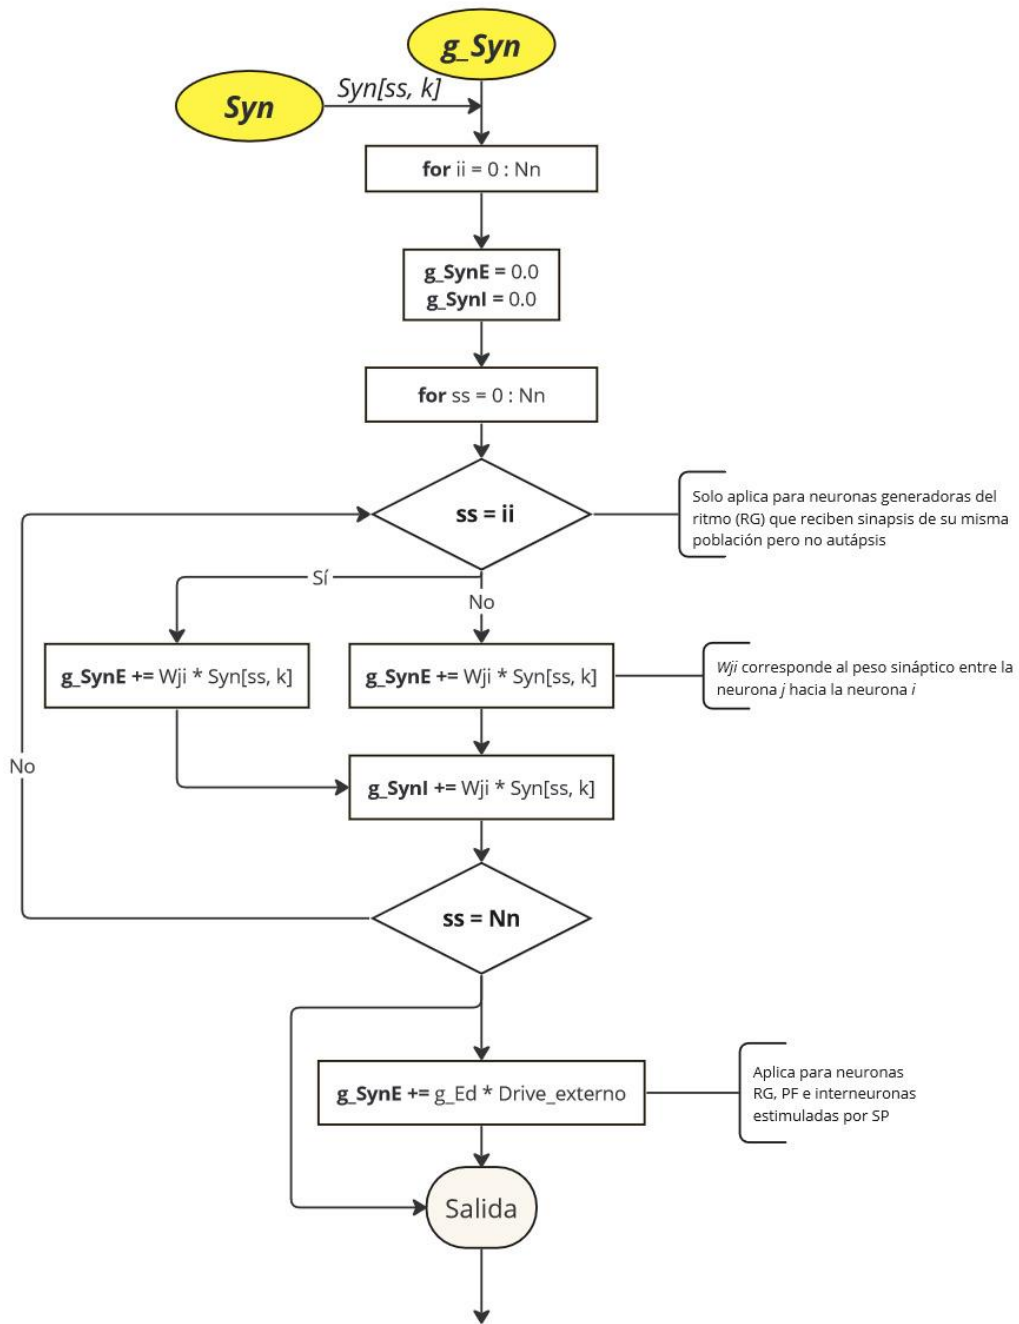 g_Syn
Syn
Syn[ss, k]
for ii = 0 : Nn
g_SynE = 0.0
g_SynI = 0.0
for ss = 0 : Nn
ss = ii
Solo aplica para neuronas generadoras del
ritmo (RG) que reciben sinapsis de su misma
población pero no autápsis
Sí
No
g_SynE += Wji * Syn[ss, k]
g_SynE += Wji * Syn[ss, k]
Wji corresponde al peso sináptico entre la
neurona j hacia la neurona i
No
g_SynI += Wji * Syn[ss, k]
ss = Nn
g_SynE += g_Ed * Drive_externo
Aplica para neuronas
RG, PF e interneuronas
estimuladas por SP
Salida